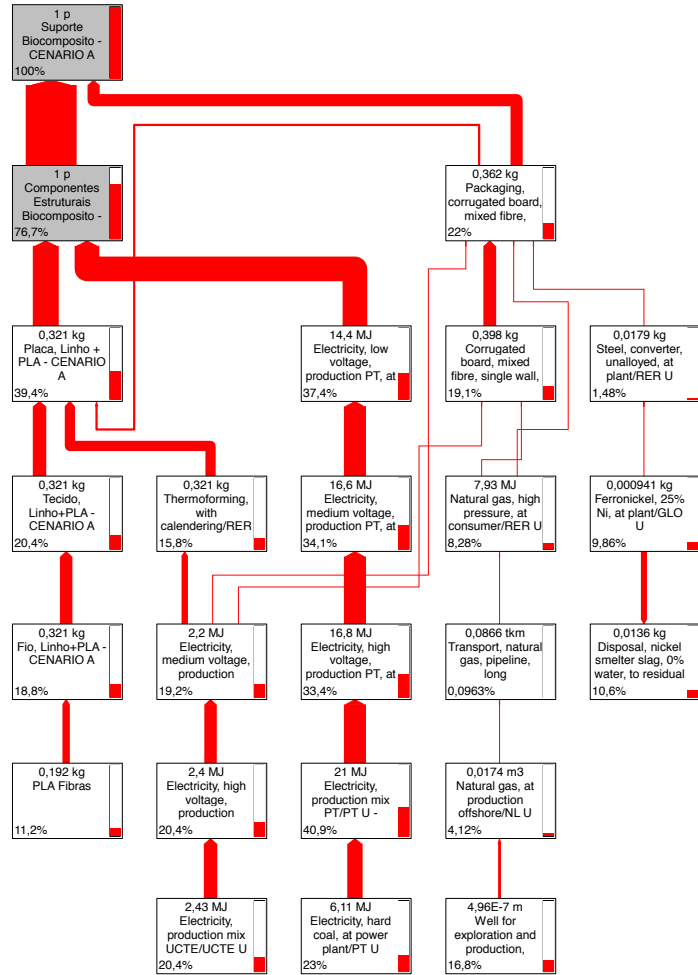 1 p
Suporte
Biocomposito -
CENARIO A
100%
1 p
Componentes
Estruturais
Biocomposito -
76,7%
0,362 kg
Packaging,
corrugated board,
mixed fibre,
22%
0,321 kg
Placa, Linho +
PLA - CENARIO
A
39,4%
14,4 MJ
Electricity, low
voltage,
production PT, at
37,4%
0,398 kg
Corrugated
board, mixed
fibre, single wall,
19,1%
0,0179 kg
Steel, converter,
unalloyed, at
plant/RER U
1,48%
0,321 kg
Tecido,
Linho+PLA -
CENARIO A
20,4%
0,321 kg
Thermoforming,
with
calendering/RER
15,8%
16,6 MJ
Electricity,
medium voltage,
production PT, at
34,1%
7,93 MJ
Natural gas, high
pressure, at
consumer/RER U
8,28%
0,000941 kg
Ferronickel, 25%
Ni, at plant/GLO
U
9,86%
0,321 kg
Fio, Linho+PLA -
CENARIO A
18,8%
2,2 MJ
Electricity,
medium voltage,
production
19,2%
16,8 MJ
Electricity, high
voltage,
production PT, at
33,4%
0,0866 tkm
Transport, natural
gas, pipeline,
long
0,0963%
0,0136 kg
Disposal, nickel
smelter slag, 0%
water, to residual
10,6%
0,192 kg
PLA Fibras
11,2%
2,4 MJ
Electricity, high
voltage,
production
20,4%
21 MJ
Electricity,
production mix
PT/PT U -
40,9%
0,0174 m3
Natural gas, at
production
offshore/NL U
4,12%
2,43 MJ
Electricity,
production mix
UCTE/UCTE U
20,4%
6,11 MJ
Electricity, hard
coal, at power
plant/PT U
23%
4,96E-7 m
Well for
exploration and
production,
16,8%